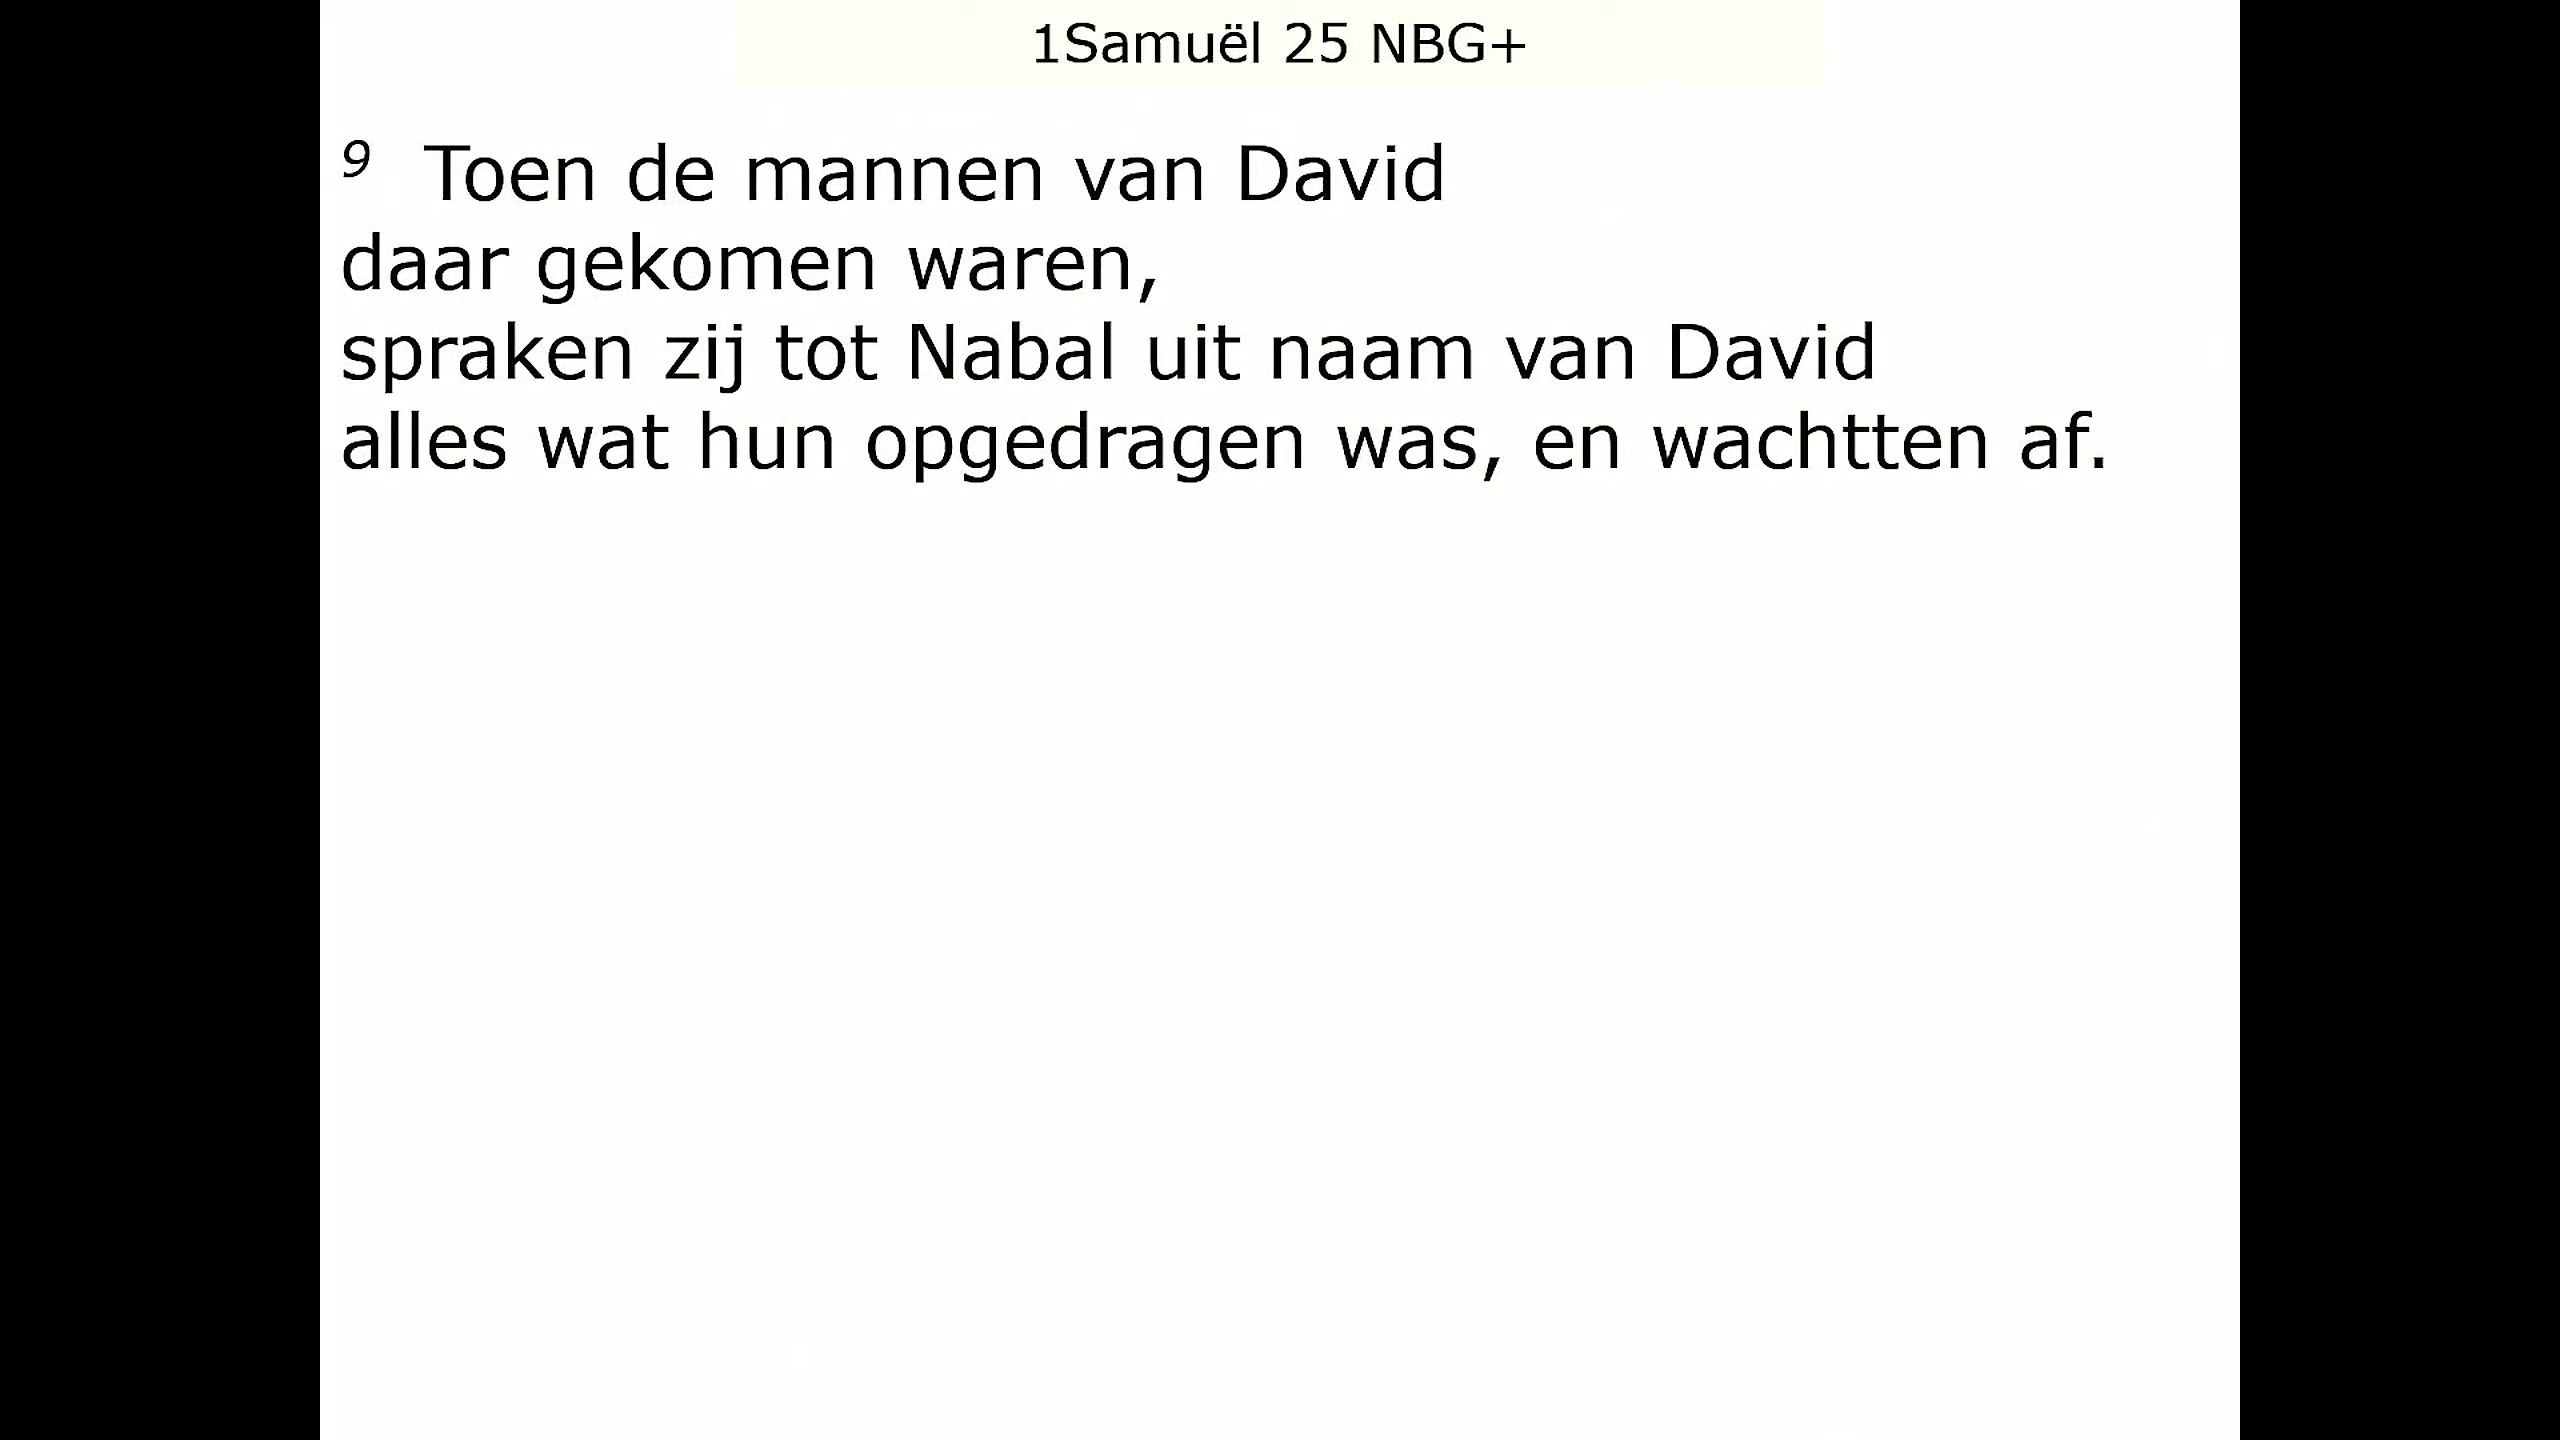 1Samuël 25 NBG+
9 Toen de mannen van David
daar gekomen waren,
spraken zij tot Nabal uit naam van David
alles wat hun opgedragen was, en wachtten af.